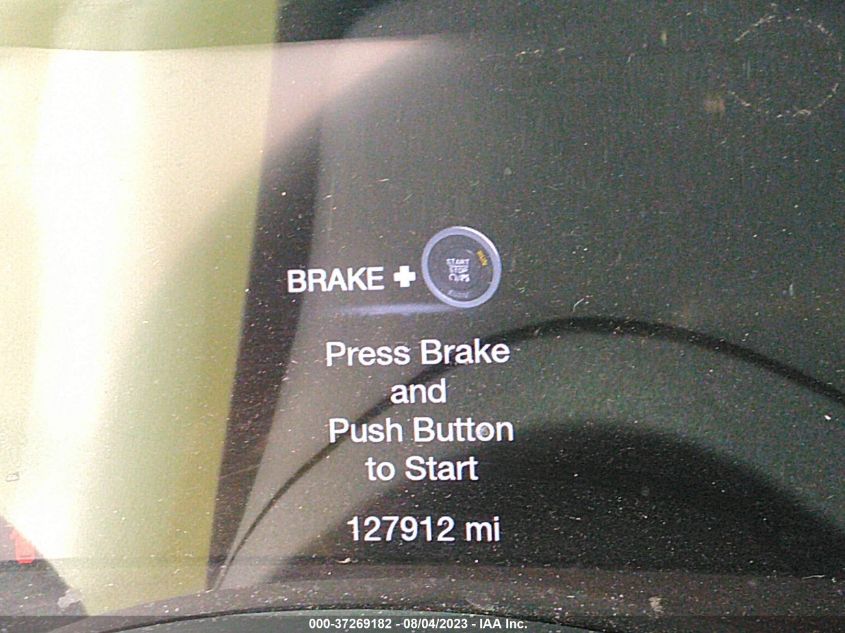 BRAKE +
START
STOP
RUN
Press Brake
and
Push Button
to Start
127912 mi
000-37269182 - 08/04/2023 - IAA Inc.